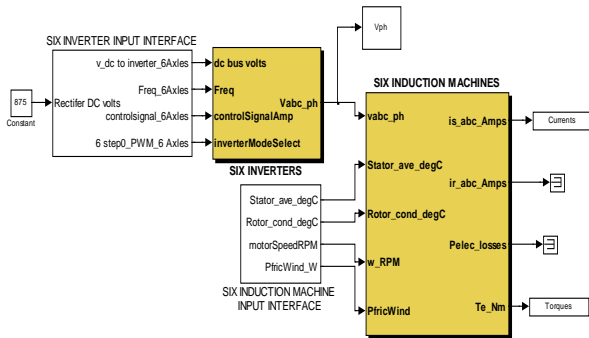 Vph
SIX INVERTER INPUT INTERFACE
v_dc to inverter_6Axles
dc bus volts
Freq_6Axles
Freq
SIX INDUCTION MACHINES
875
Rectifer DC volts
Vabc_ph
vabc_ph
is_abc_Amps
Currents
Constant
controlsignal_6Axles
controlSignalAmp
6 step0_PWM_6 Axles
inverterModeSelect
Stator_ave_degC
ir_abc_Amps
SIX INVERTERS
Stator_ave_degC
Rotor_cond_degC
Rotor_cond_degC
motorSpeedRPM
Pelec_losses
w_RPM
PfricWind_W
SIX INDUCTION MACHINE
INPUT INTERFACE
PfricWind
Te_Nm
Torques